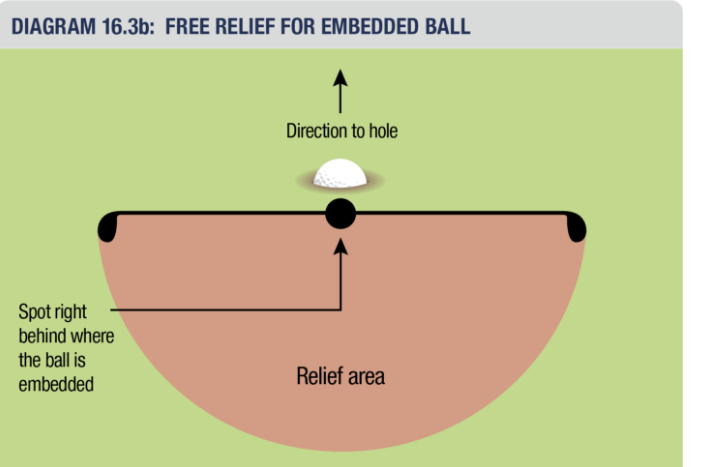 DIAGRAM 16.3b: FREE RELIEF FOR EMBEDDED BALL
Direction to hole
Spot right
behind where
the ball is
embedded
Relief area